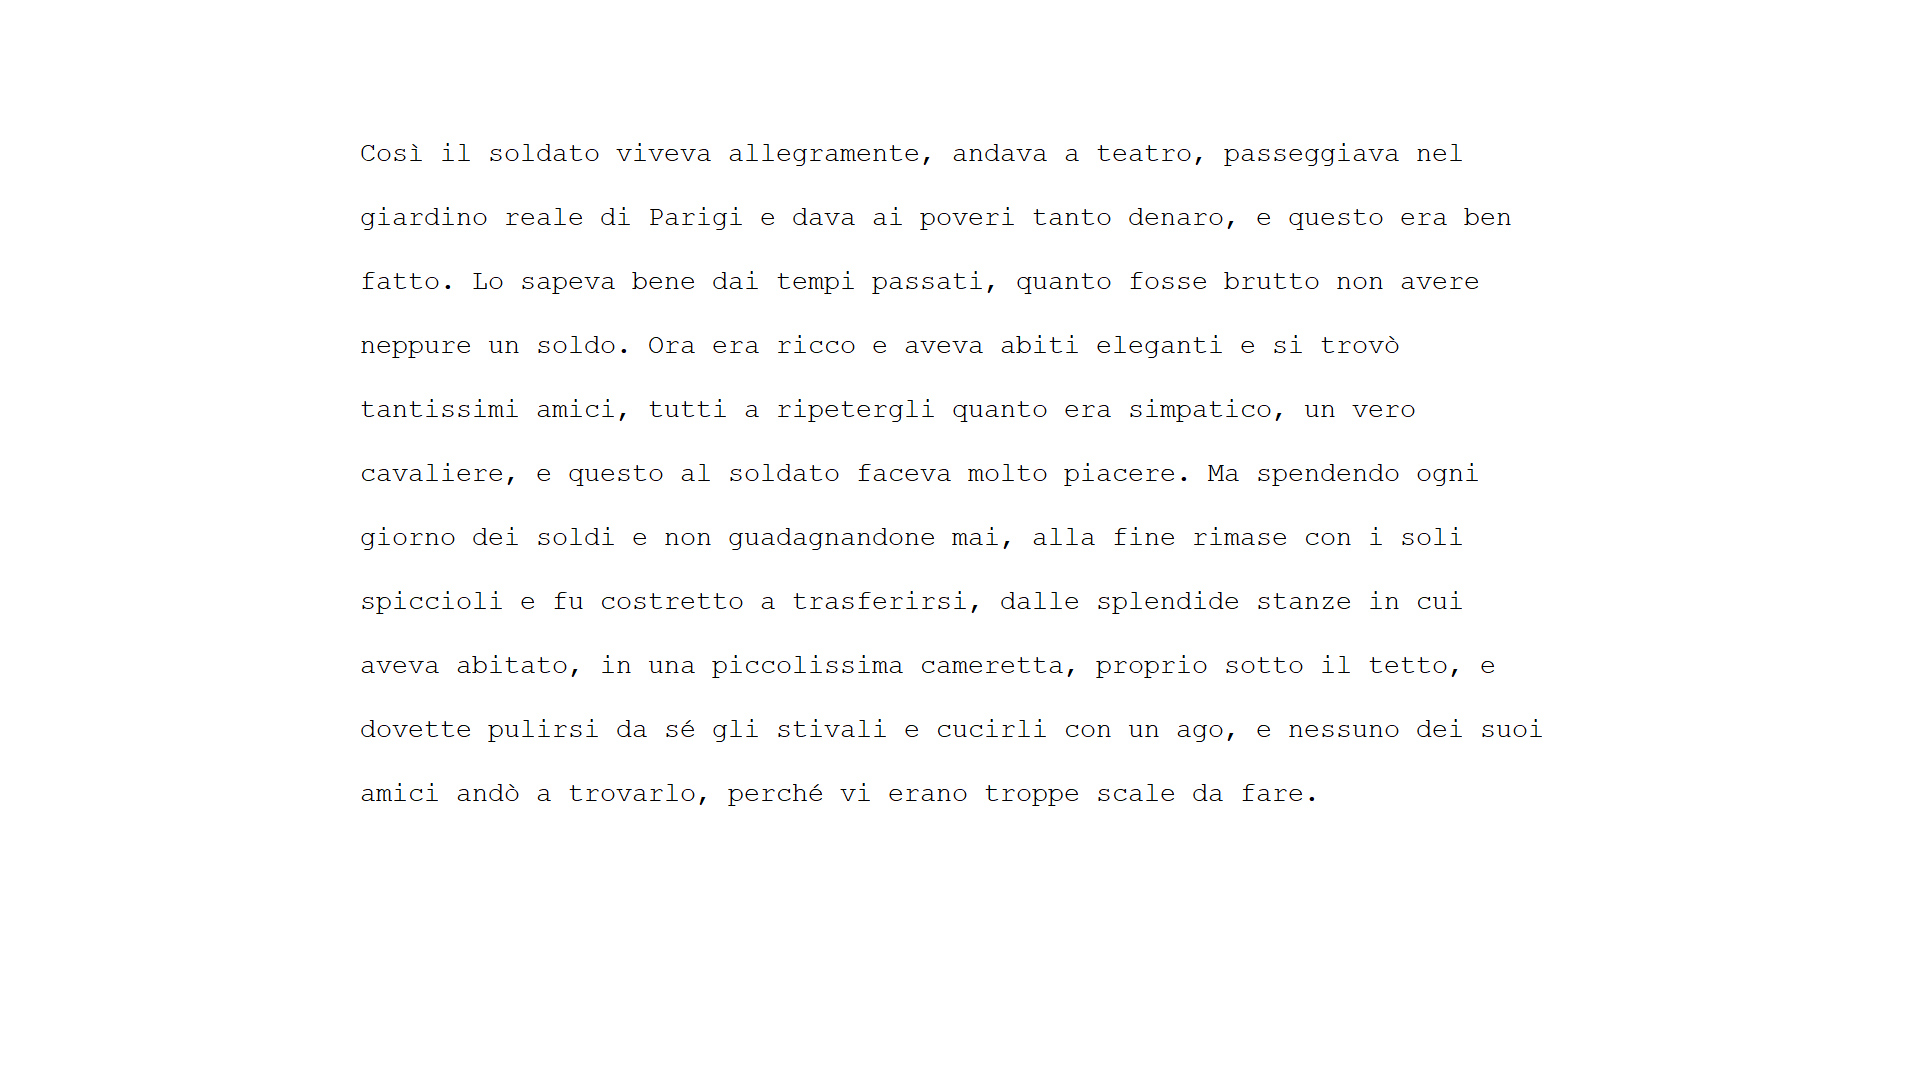 Così il soldato viveva allegramente, andava a teatro, passeggiava nel
giardino reale di Parigi e dava ai poveri tanto denaro, e questo era ben
fatto. Lo sapeva bene dai tempi passati, quanto fosse brutto non avere
neppure un soldo. Ora era ricco e aveva abiti eleganti e si trovò
tantissimi amici, tutti a ripetergli quanto era simpatico, un vero
cavaliere, e questo al soldato faceva molto piacere. Ma spendendo ogni
giorno dei soldi e non guadagnandone mai, alla fine rimase con i soli
spiccioli e fu costretto a trasferirsi, dalle splendide stanze in cui
aveva abitato, in una piccolissima cameretta, proprio sotto il tetto, e
dovette pulirsi da sé gli stivali e cucirli con un ago, e nessuno dei suoi
amici andò a trovarlo, perché vi erano troppe scale da fare.